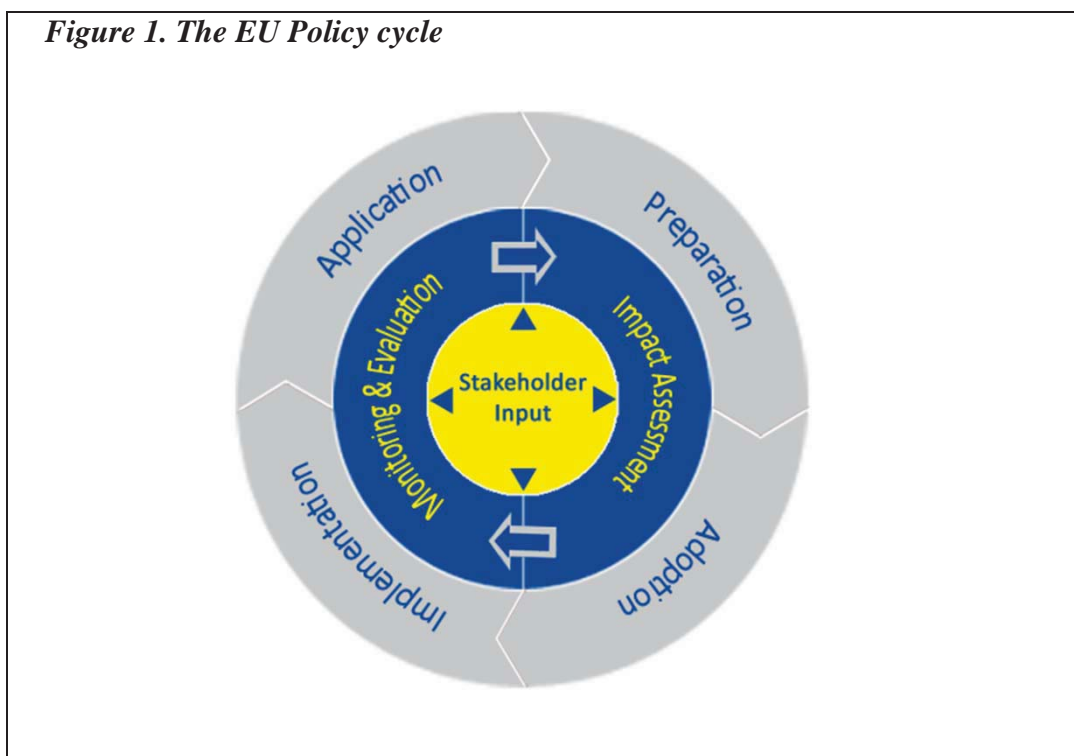 Figure 1. The EU Policy cycle
Application
Preparation
Monitoring & Evaluation
Stakeholder
Input
Impact Assessment
Implementation
Adoption